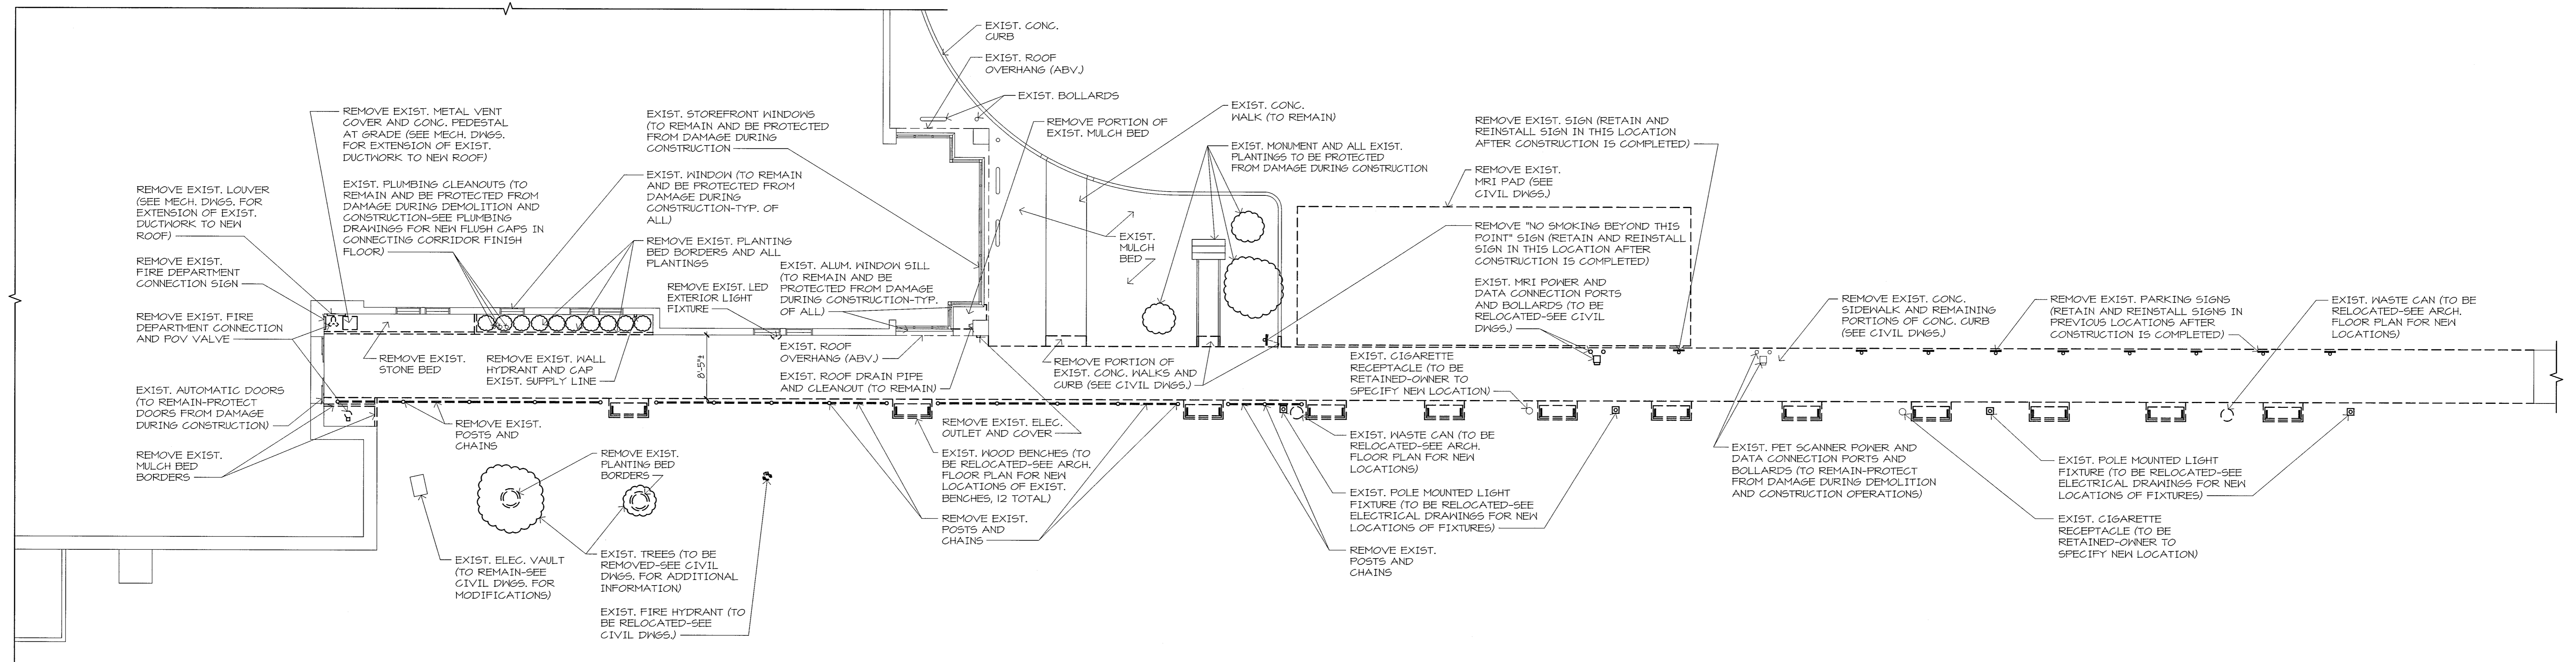 EXIST. CONC.
CURB
EXIST. ROOF
OVERHANG (ABV.)
EXIST. BOLLARDS
REMOVE EXIST. METAL VENT
COVER AND CONC. PEDESTAL
AT GRADE (SEE MECH. DWGS.
FOR EXTENSION OF EXIST.
DUCTWORK TO NEW ROOF)
EXIST. STOREFRONT WINDOWS
(TO REMAIN AND BE PROTECTED
FROM DAMAGE DURING
CONSTRUCTION
REMOVE PORTION OF
EXIST. MULCH BED
EXIST. CONC.
WALK (TO REMAIN)
EXIST. MONUMENT AND ALL EXIST.
PLANTINGS TO BE PROTECTED
FROM DAMAGE DURING CONSTRUCTION
REMOVE EXIST. SIGN (RETAIN AND
REINSTALL SIGN IN THIS LOCATION
AFTER CONSTRUCTION IS COMPLETED)
REMOVE EXIST.
MRI PAD (SEE
CIVIL DWGS.)
REMOVE EXIST. LOUVER
(SEE MECH. DWGS. FOR
EXTENSION OF EXIST.
DUCTWORK TO NEW
ROOF)
EXIST. PLUMBING CLEANOUTS (TO
REMAIN AND BE PROTECTED FROM
DAMAGE DURING DEMOLITION AND
CONSTRUCTION-SEE PLUMBING
DRAWINGS FOR NEW FLUSH CAPS IN
CONNECTING CORRIDOR FINISH
FLOOR)
EXIST. WINDOW (TO REMAIN
AND BE PROTECTED FROM
DAMAGE DURING
CONSTRUCTION-TYP. OF
ALL)
REMOVE EXIST. PLANTING
BED BORDERS AND ALL
PLANTINGS
EXIST.
MULCH
BED
REMOVE "NO SMOKING BEYOND THIS
POINT" SIGN (RETAIN AND REINSTALL
SIGN IN THIS LOCATION AFTER
CONSTRUCTION IS COMPLETED)
REMOVE EXIST.
FIRE DEPARTMENT
CONNECTION SIGN
REMOVE EXIST. LED
EXTERIOR LIGHT
FIXTURE
EXIST. ALUM. WINDOW SILL
(TO REMAIN AND BE
PROTECTED FROM DAMAGE
DURING CONSTRUCTION-TYP.
OF ALL)
EXIST. MRI POWER AND
DATA CONNECTION PORTS
AND BOLLARDS (TO BE
RELOCATED-SEE CIVIL
DWGS.)
REMOVE EXIST. CONC.
SIDEWALK AND REMAINING
PORTIONS OF CONC. CURB
(SEE CIVIL DWGS.)
REMOVE EXIST. PARKING SIGNS
(RETAIN AND REINSTALL SIGNS IN
PREVIOUS LOCATIONS AFTER
CONSTRUCTION IS COMPLETED)
EXIST. WASTE CAN (TO BE
RELOCATED-SEE ARCH.
FLOOR PLAN FOR NEW
LOCATIONS)
REMOVE EXIST. FIRE
DEPARTMENT CONNECTION
AND POV VALVE
REMOVE EXIST.
STONE BED
REMOVE EXIST. WALL
HYDRANT AND CAP
EXIST. SUPPLY LINE
8'-5"±
EXIST. ROOF
OVERHANG (ABV.)
EXIST. ROOF DRAIN PIPE
AND CLEANOUT (TO REMAIN)
REMOVE PORTION OF
EXIST. CONC. WALKS AND
CURB (SEE CIVIL DWGS.)
EXIST. CIGARETTE
RECEPTACLE (TO BE
RETAINED-OWNER TO
SPECIFY NEW LOCATION)
EXIST. AUTOMATIC DOORS
(TO REMAIN-PROTECT
DOORS FROM DAMAGE
DURING CONSTRUCTION)
REMOVE EXIST.
POSTS AND
CHAINS
REMOVE EXIST. ELEC.
OUTLET AND COVER
REMOVE EXIST.
MULCH BED
BORDERS
REMOVE EXIST.
PLANTING BED
BORDERS
EXIST. WOOD BENCHES (TO
BE RELOCATED-SEE ARCH.
FLOOR PLAN FOR NEW
LOCATIONS OF EXIST.
BENCHES, 12 TOTAL)
EXIST. WASTE CAN (TO BE
RELOCATED-SEE ARCH.
FLOOR PLAN FOR NEW
LOCATIONS)
EXIST. PET SCANNER POWER AND
DATA CONNECTION PORTS AND
BOLLARDS (TO REMAIN-PROTECT
FROM DAMAGE DURING DEMOLITION
AND CONSTRUCTION OPERATIONS)
EXIST. POLE MOUNTED LIGHT
FIXTURE (TO BE RELOCATED-SEE
ELECTRICAL DRAWINGS FOR NEW
LOCATIONS OF FIXTURES)
EXIST. POLE MOUNTED LIGHT
FIXTURE (TO BE RELOCATED-SEE
ELECTRICAL DRAWINGS FOR NEW
LOCATIONS OF FIXTURES)
REMOVE EXIST.
POSTS AND
CHAINS
EXIST. CIGARETTE
RECEPTACLE (TO BE
RETAINED-OWNER TO
SPECIFY NEW LOCATION)
EXIST. ELEC. VAULT
(TO REMAIN-SEE
CIVIL DWGS. FOR
MODIFICATIONS)
EXIST. TREES (TO BE
REMOVED-SEE CIVIL
DWGS. FOR ADDITIONAL
INFORMATION)
REMOVE EXIST.
POSTS AND
CHAINS
EXIST. FIRE HYDRANT (TO
BE RELOCATED-SEE
CIVIL DWGS.)